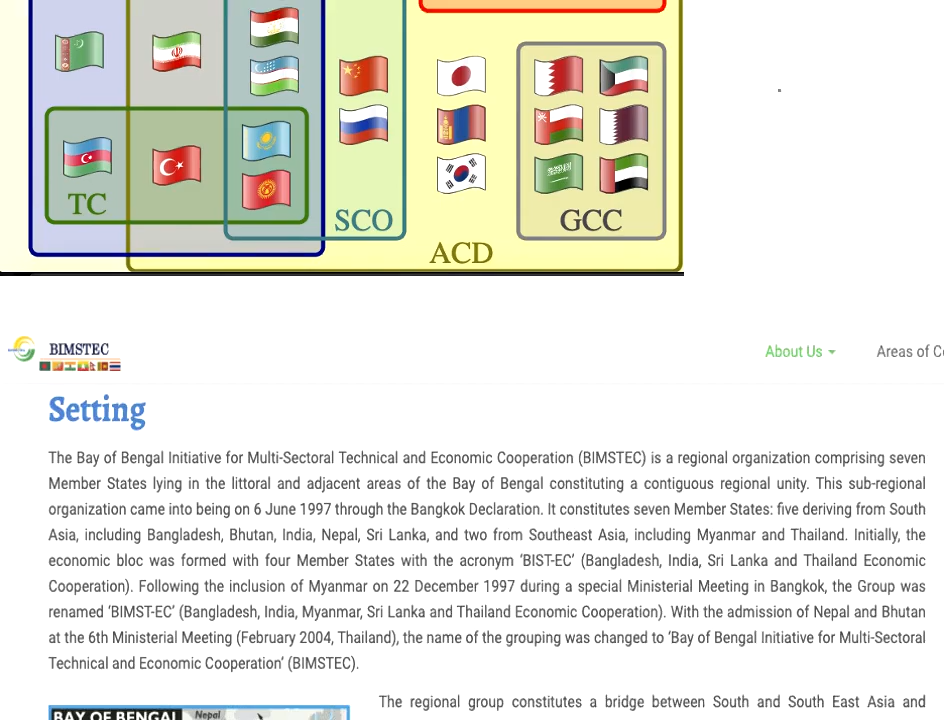 TC
SCO
GCC
ACD
BIMSTEC
About Us
Areas of Co
Setting
The Bay of Bengal Initiative for Multi-Sectoral Technical and Economic Cooperation (BIMSTEC) is a regional organization comprising seven
Member States lying in the littoral and adjacent areas of the Bay of Bengal constituting a contiguous regional unity. This sub-regional
organization came into being on 6 June 1997 through the Bangkok Declaration. It constitutes seven Member States: five deriving from South
Asia, including Bangladesh, Bhutan, India, Nepal, Sri Lanka, and two from Southeast Asia, including Myanmar and Thailand. Initially, the
economic bloc was formed with four Member States with the acronym ‘BIST-EC’ (Bangladesh, India, Sri Lanka and Thailand Economic
Cooperation). Following the inclusion of Myanmar on 22 December 1997 during a special Ministerial Meeting in Bangkok, the Group was
renamed ‘BIMST-EC’ (Bangladesh, India, Myanmar, Sri Lanka and Thailand Economic Cooperation). With the admission of Nepal and Bhutan
at the 6th Ministerial Meeting (February 2004, Thailand), the name of the grouping was changed to ‘Bay of Bengal Initiative for Multi-Sectoral
Technical and Economic Cooperation’ (BIMSTEC).
The regional group constitutes a bridge between South and South East Asia and
BAY OF BENGAL
Nepal